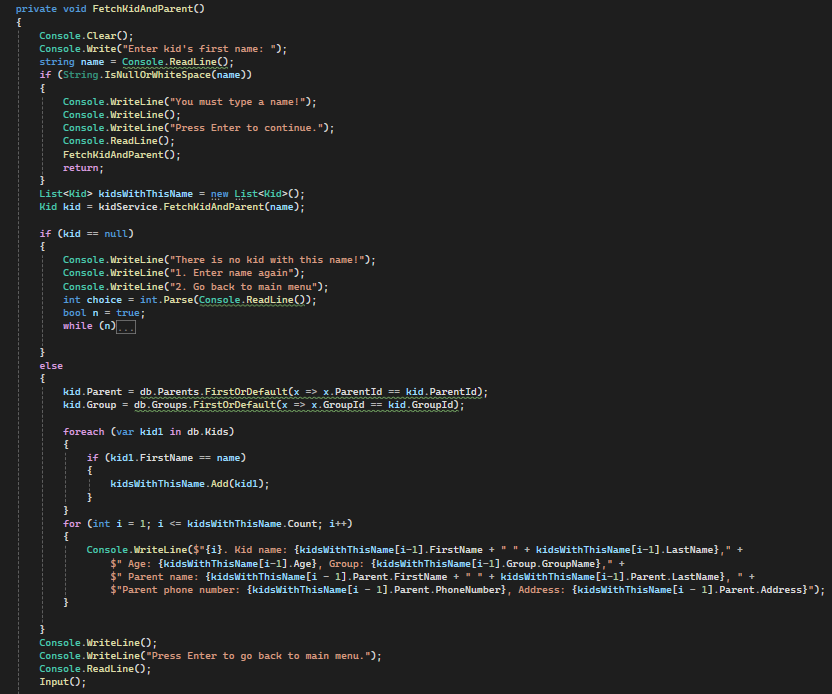 private void FetchKidAndParent()
{
    Console.Clear();
    Console.Write("Enter kid's first name: ");
    string name = Console.ReadLine();
    if (String.IsNullOrWhiteSpace(name))
    {
        Console.WriteLine("You must type a name!");
        Console.WriteLine();
        Console.WriteLine("Press Enter to continue.");
        Console.ReadLine();
        FetchKidAndParent();
        return;
    }
    List<Kid> kidsWithThisName = new List<Kid>();
    Kid kid = kidService.FetchKidAndParent(name);

    if (kid == null)
    {
        Console.WriteLine("There is no kid with this name!");
        Console.WriteLine("1. Enter name again");
        Console.WriteLine("2. Go back to main menu");
        int choice = int.Parse(Console.ReadLine());
        bool n = true;
        while (n)...

    }
    else
    {
        kid.Parent = db.Parents.FirstOrDefault(x => x.ParentId == kid.ParentId);
        kid.Group = db.Groups.FirstOrDefault(x => x.GroupId == kid.GroupId);

        foreach (var kid1 in db.Kids)
        {
            if (kid1.FirstName == name)
            {
                kidsWithThisName.Add(kid1);
            }
        }
        for (int i = 1; i <= kidsWithThisName.Count; i++)
        {
            Console.WriteLine($"{i}. Kid name: {kidsWithThisName[i-1].FirstName + " " + kidsWithThisName[i-1].LastName}," +
                $" Age: {kidsWithThisName[i-1].Age}, Group: {kidsWithThisName[i-1].Group.GroupName}," +
                $" Parent name: {kidsWithThisName[i - 1].Parent.FirstName + " " + kidsWithThisName[i-1].Parent.LastName}, " +
                $"Parent phone number: {kidsWithThisName[i - 1].Parent.PhoneNumber}, Address: {kidsWithThisName[i - 1].Parent.Address}");
        }

    }
    Console.WriteLine();
    Console.WriteLine("Press Enter to go back to main menu.");
    Console.ReadLine();
    Input();